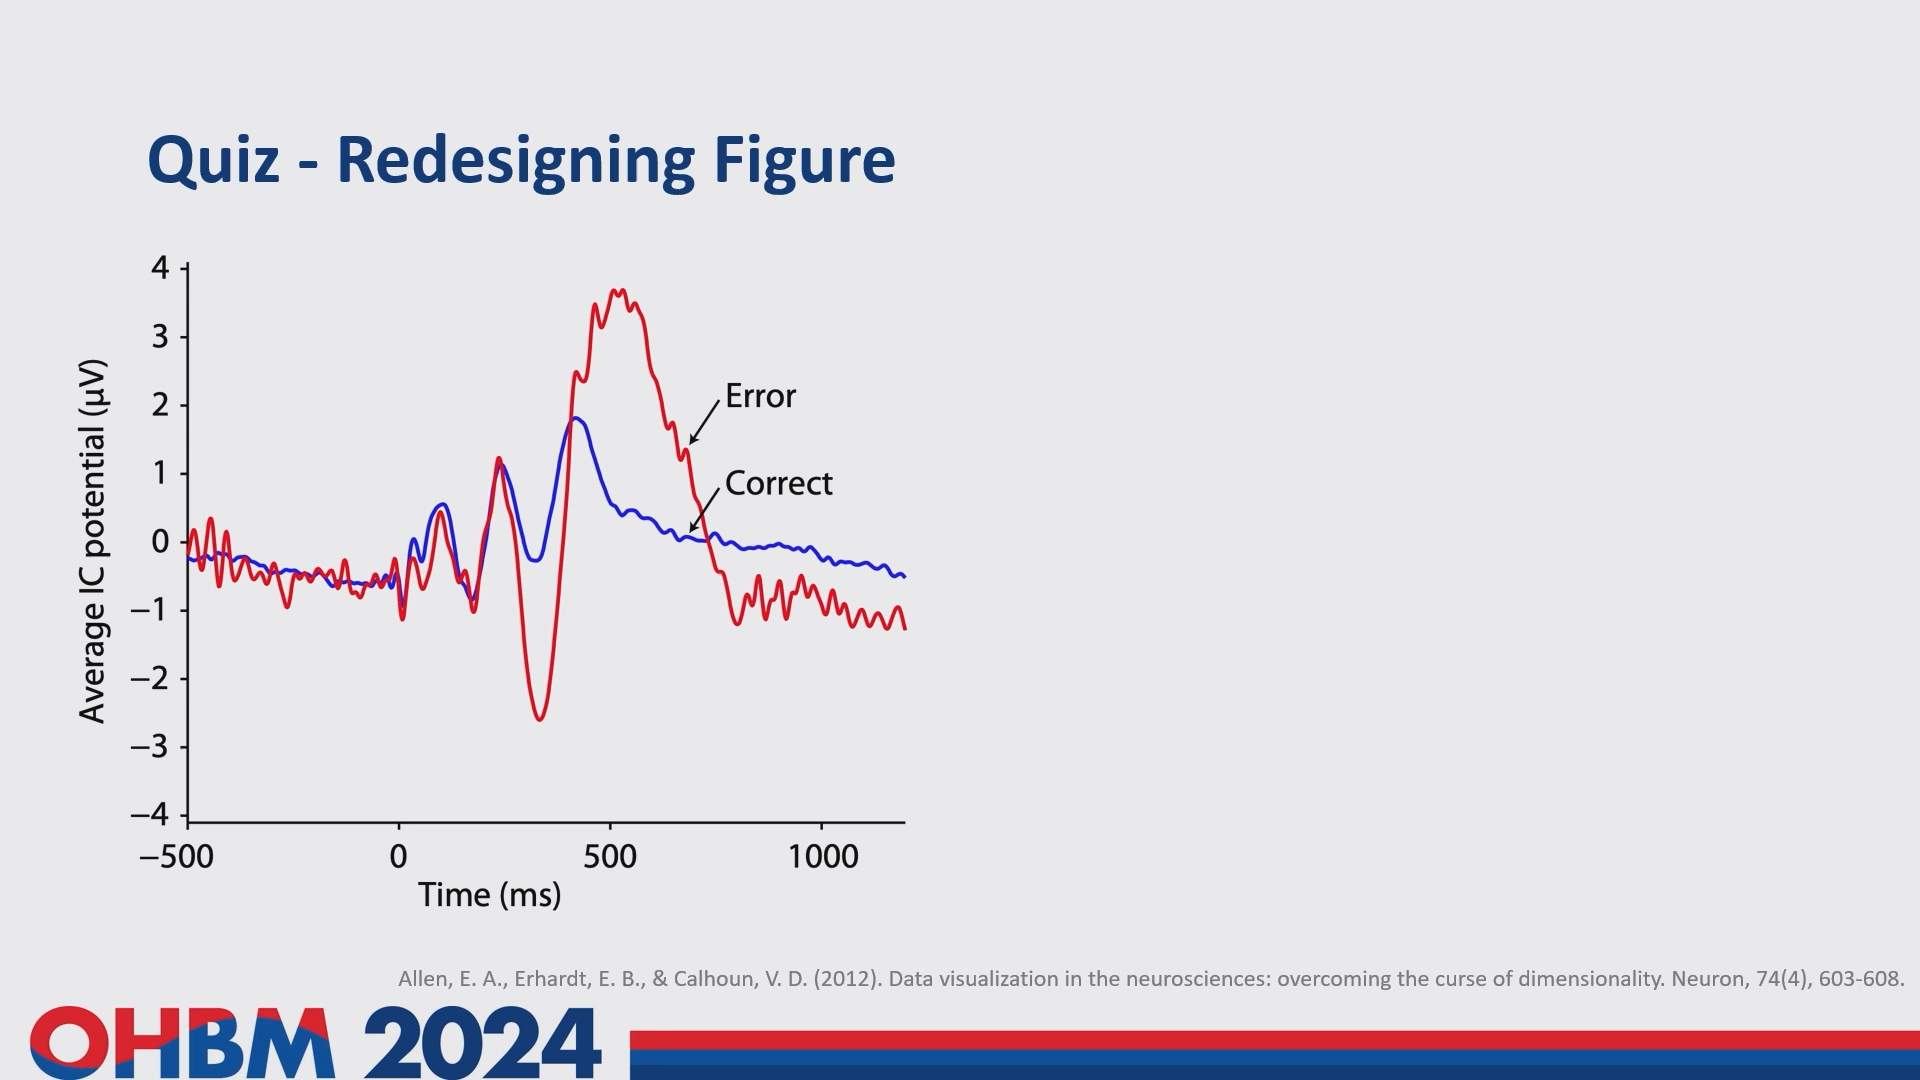 Quiz - Redesigning Figure
4
3
2
1
0
−1
−2
−3
−4
Average IC potential (µV)
Error
Correct
−500 0 500 1000
Time (ms)
Allen, E. A., Erhardt, E. B., & Calhoun, V. D. (2012). Data visualization in the neurosciences: overcoming the curse of dimensionality. Neuron, 74(4), 603-608.
OHBM 2024